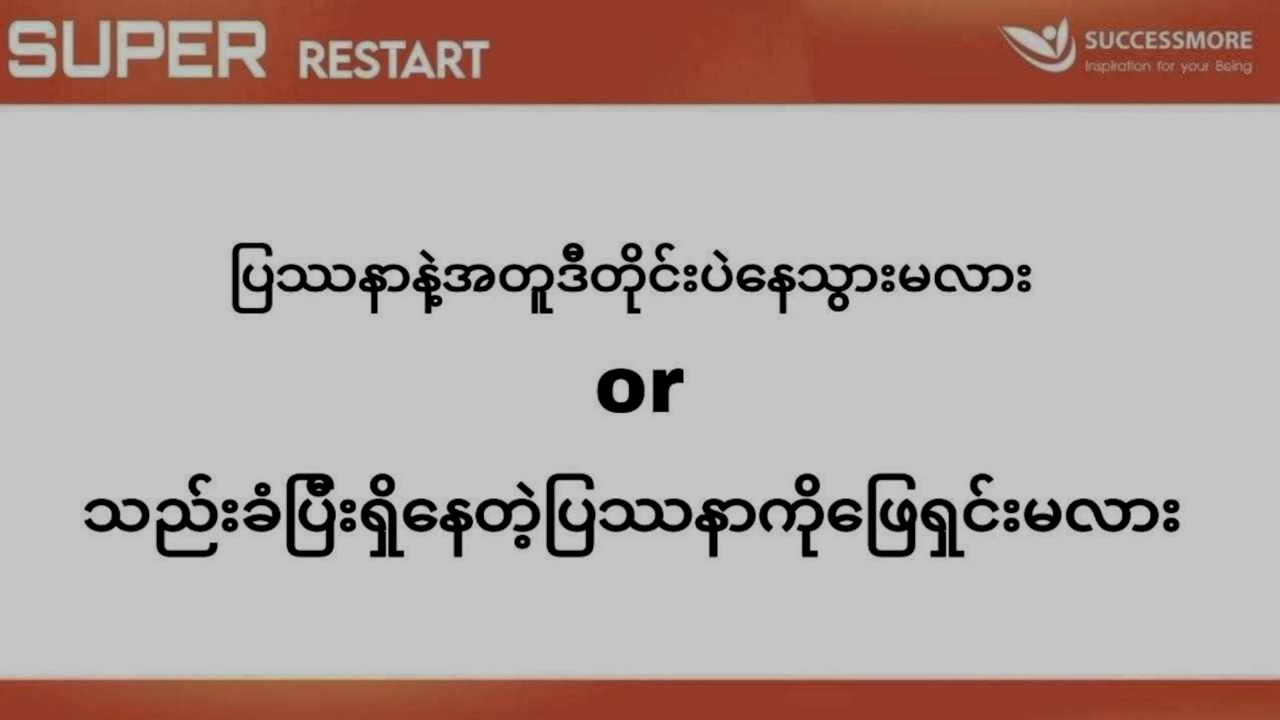 SUPER RESTART
SUCCESSMORE
Inspiration for your Being
ပြဿနာနဲ့အတူဒီတိုင်းပဲနေသွားမလား
or
သည်းခံပြီးရှိနေတဲ့ပြဿနာကိုဖြေရှင်းမလား